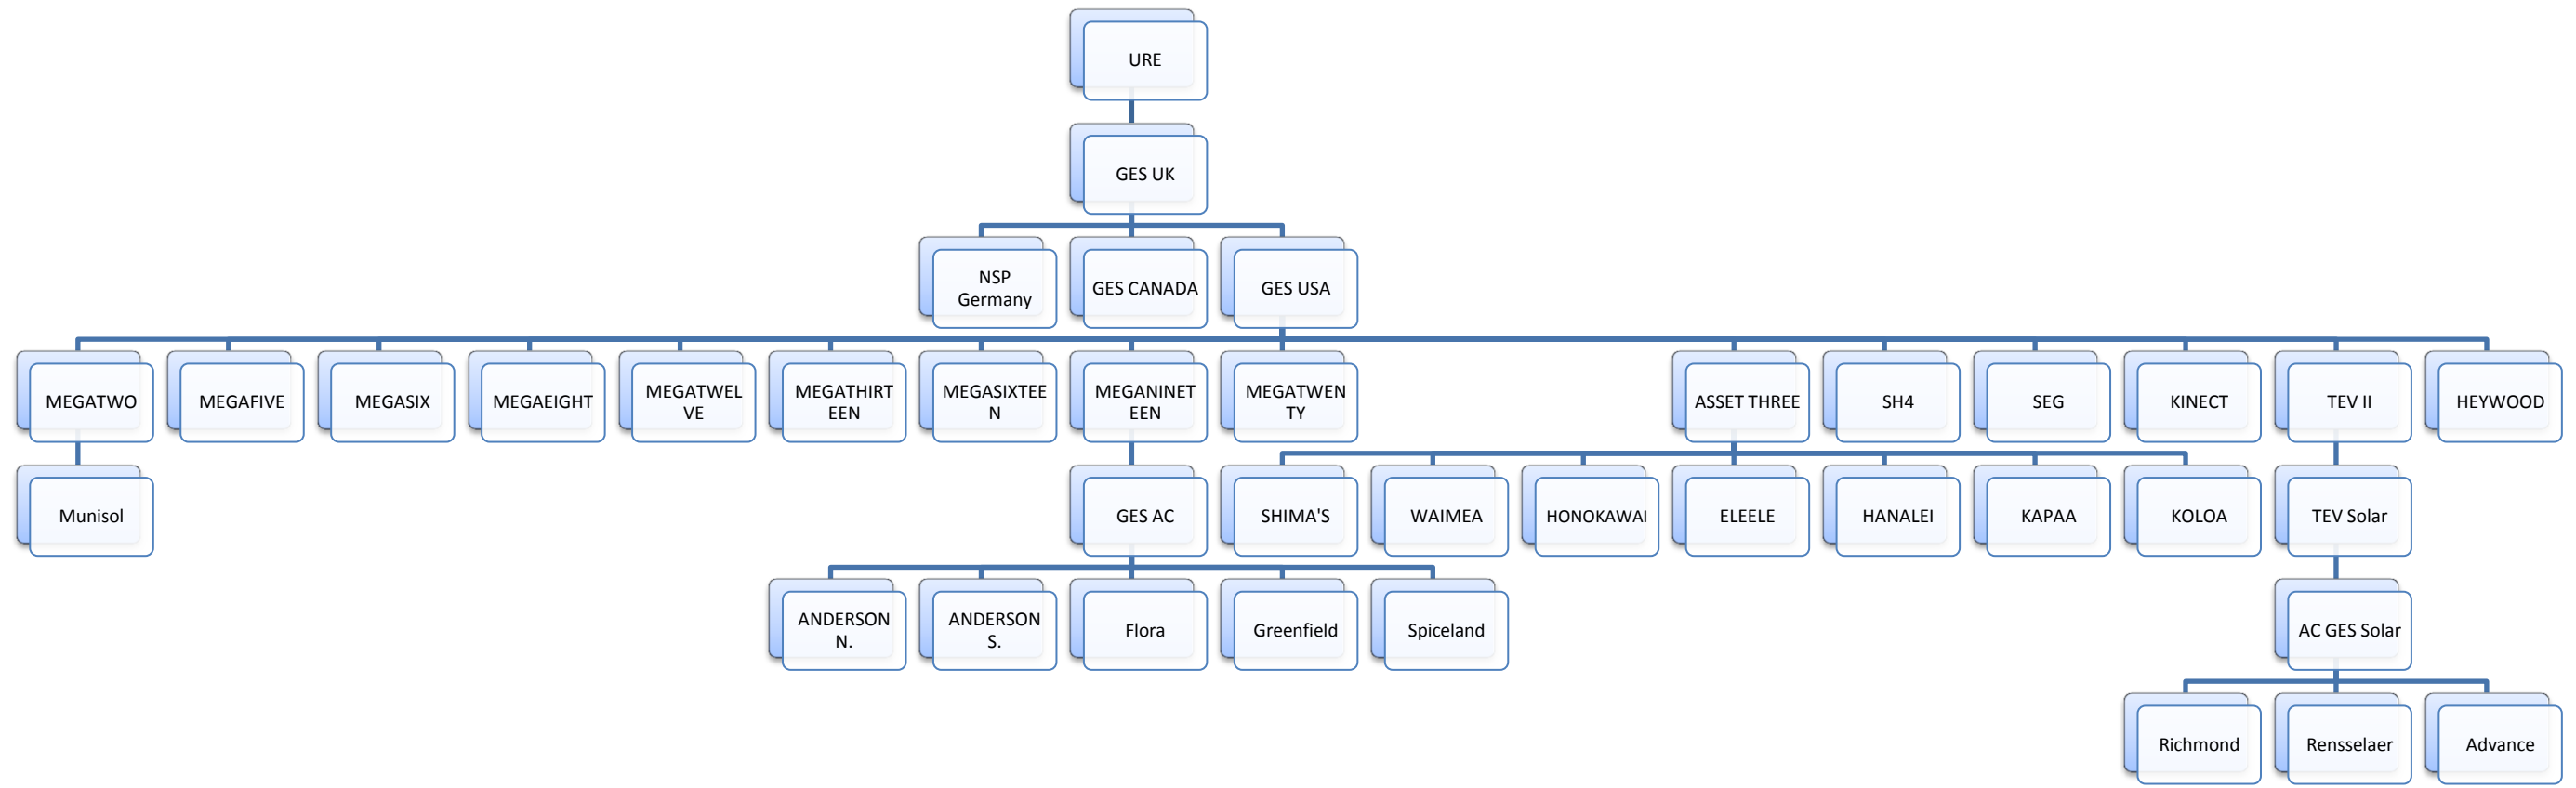 URE
GES UK
NSP
Germany
GES CANADA
GES USA
MEGATWO
MEGAFIVE
MEGASIX
MEGAEIGHT
MEGATWEL
VE
MEGATHIRT
EEN
MEGASIXTEE
N
MEGANINET
EEN
MEGATWEN
TY
ASSET THREE
SH4
SEG
KINECT
TEV II
HEYWOOD
Munisol
GES AC
SHIMA'S
WAIMEA
HONOKAWAI
ELEELE
HANALEI
KAPAA
KOLOA
TEV Solar
ANDERSON
N.
ANDERSON
S.
Flora
Greenfield
Spiceland
AC GES Solar
Richmond
Rensselaer
Advance